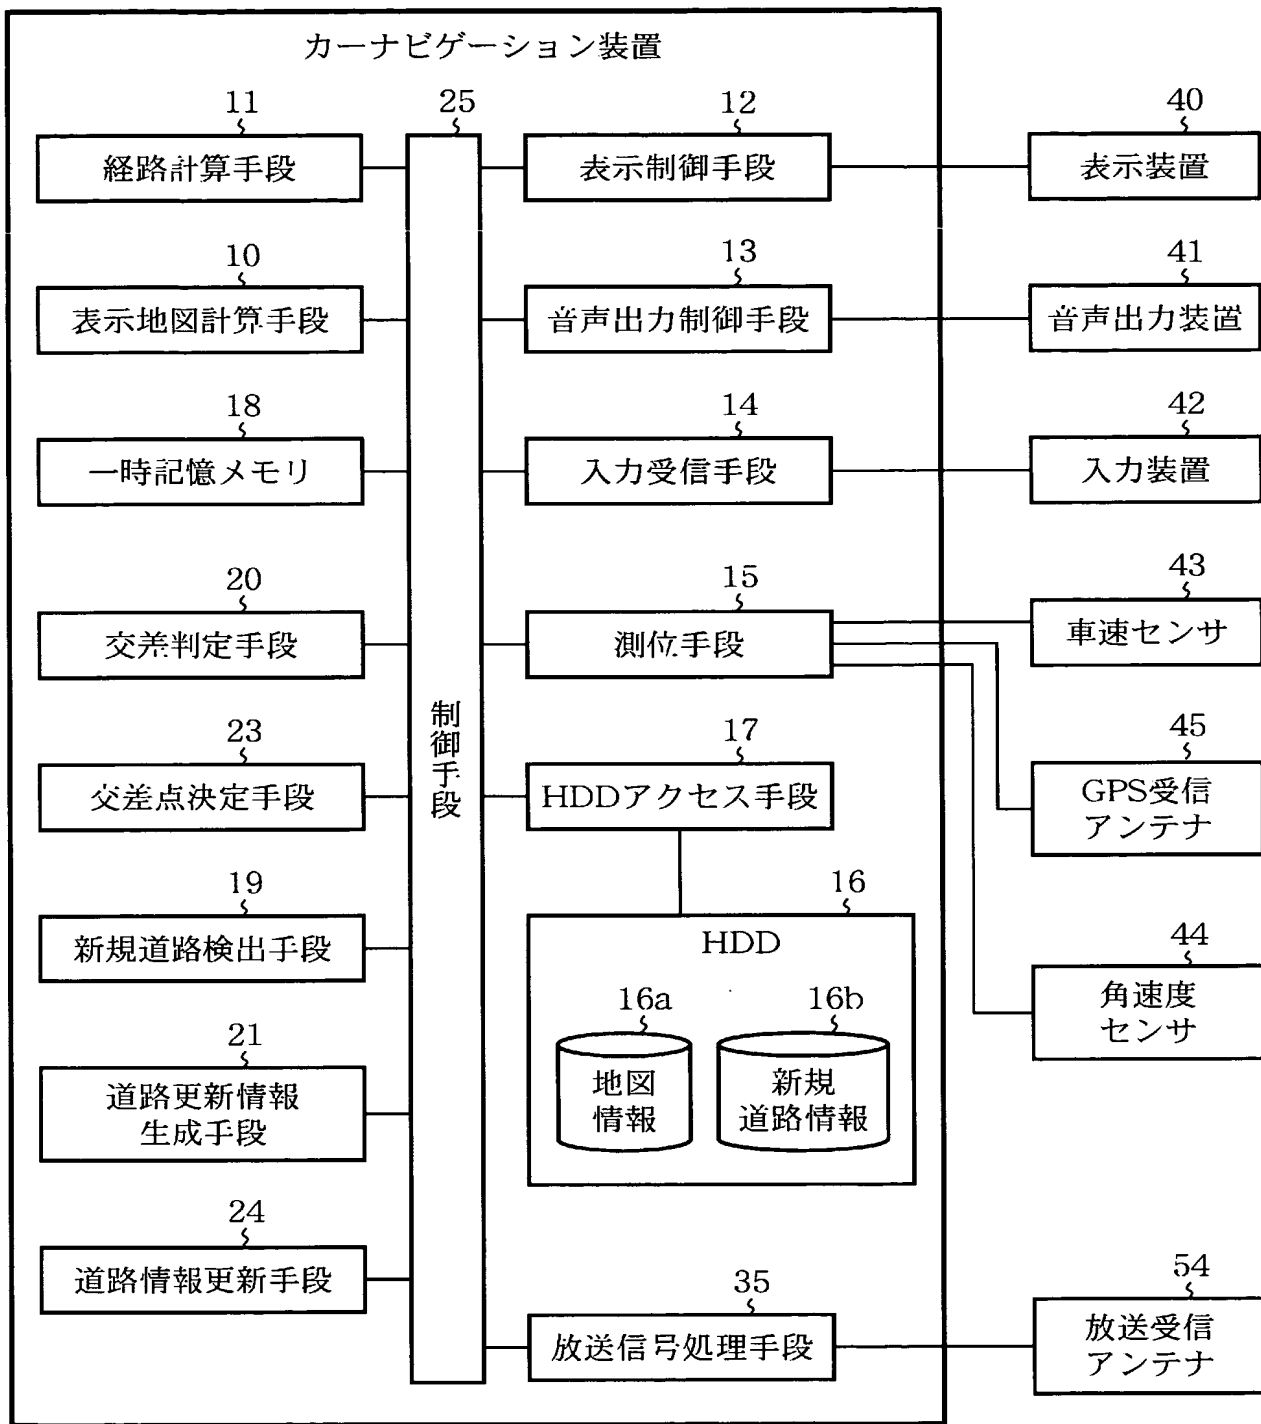 カーナビゲーション装置
11
25
12
40
経路計算手段
表示制御手段
表示装置
10
13
41
表示地図計算手段
音声出力制御手段
音声出力装置
18
14
42
一時記憶メモリ
入力受信手段
入力装置
20
15
43
交差判定手段
測位手段
車速センサ
制御手段
23
17
45
交差点決定手段
HDDアクセス手段
GPS受信
アンテナ
19
16
44
新規道路検出手段
HDD
角速度
センサ
16a
16b
21
地図
情報
新規
道路情報
道路更新情報
生成手段
24
35
54
道路情報更新手段
放送信号処理手段
放送受信
アンテナ